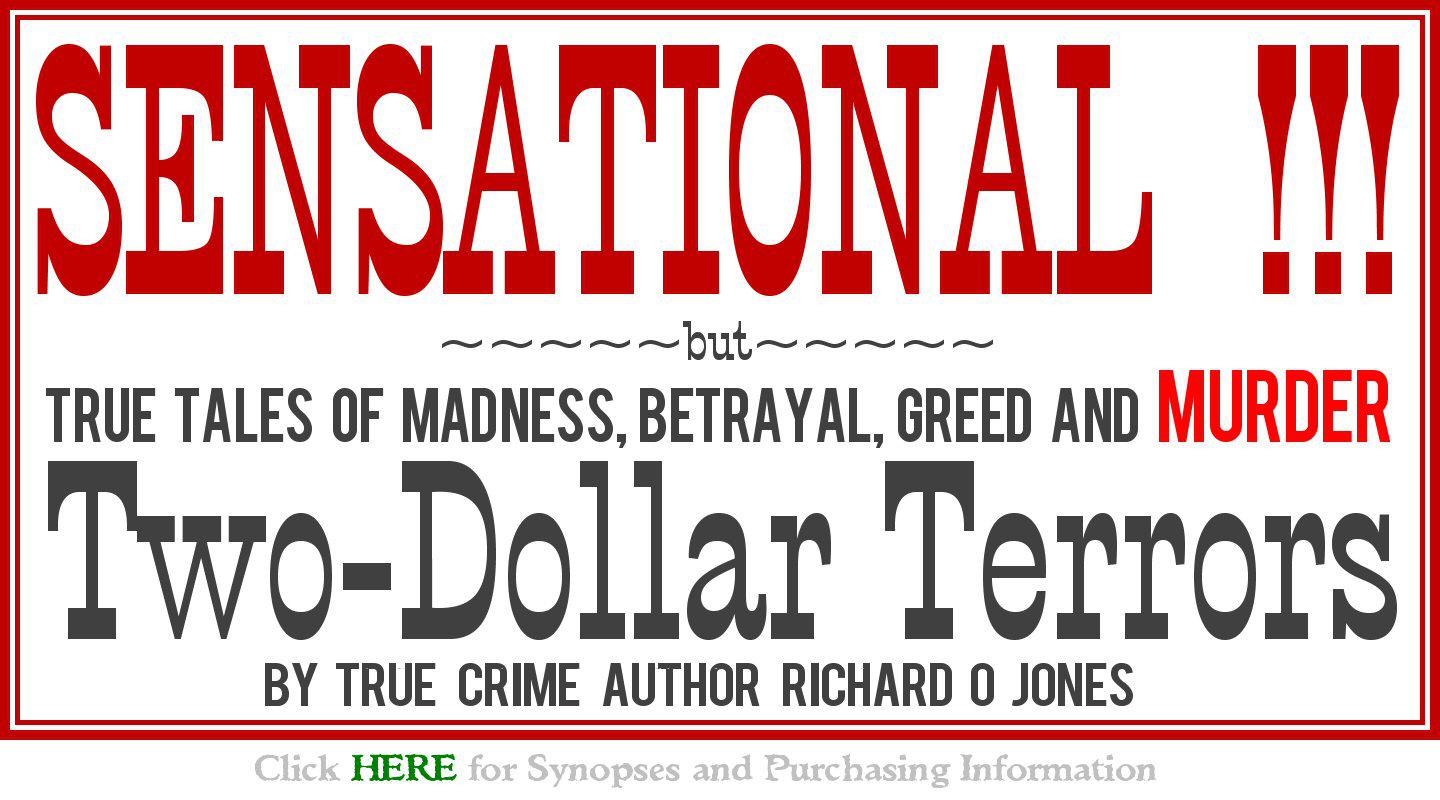 SENSATIONAL !!!
~~~~~but~~~~~
TRUE TALES OF MADNESS, BETRAYAL, GREED AND MURDER
Two-Dollar Terrors
BY TRUE CRIME AUTHOR RICHARD O JONES
Click HERE for Synopses and Purchasing Information